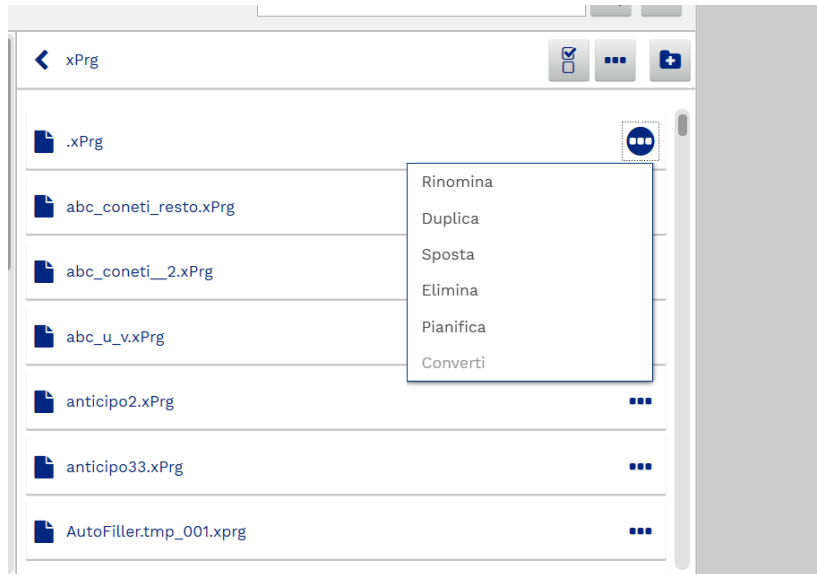 xPrg
.xPrg
Rinomina
abc_coneti_resto.xPrg
Duplica
Sposta
abc_coneti__2.xPrg
Elimina
Pianifica
abc_u_v.xPrg
Converti
anticipo2.xPrg
anticipo33.xPrg
AutoFiller.tmp_001.xprg